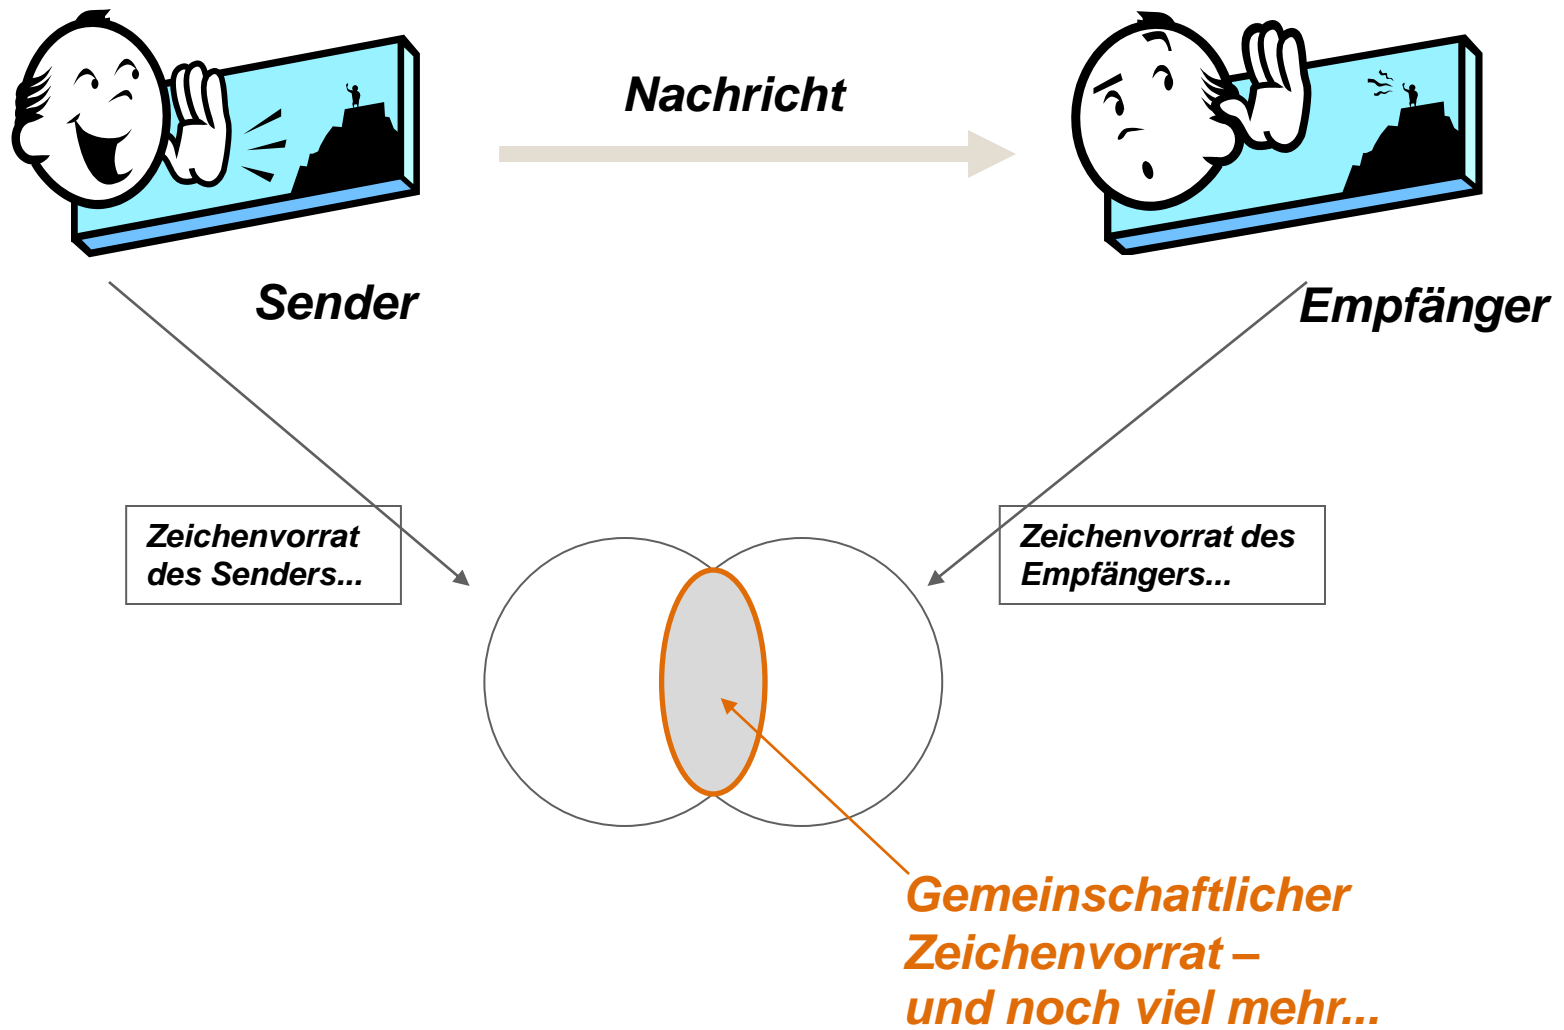 Nachricht
Sender
Empfänger
Zeichenvorrat
des Senders...
Zeichenvorrat des
Empfängers...
Gemeinschaftlicher
Zeichenvorrat –
und noch viel mehr...